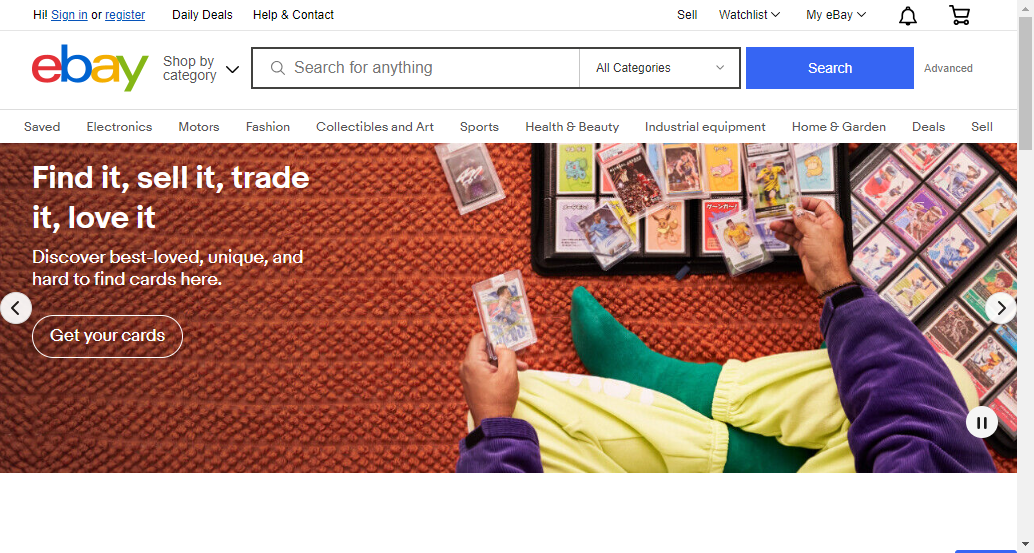 Hi! Sign in or register
Daily Deals
Help & Contact
Sell
Watchlist
My eBay
ebay
Shop by
category
Search for anything
All Categories
Search
Advanced
Saved
Electronics
Motors
Fashion
Collectibles and Art
Sports
Health & Beauty
Industrial equipment
Home & Garden
Deals
Sell
Find it, sell it, trade
it, love it
Discover best-loved, unique, and
hard to find cards here.
Get your cards